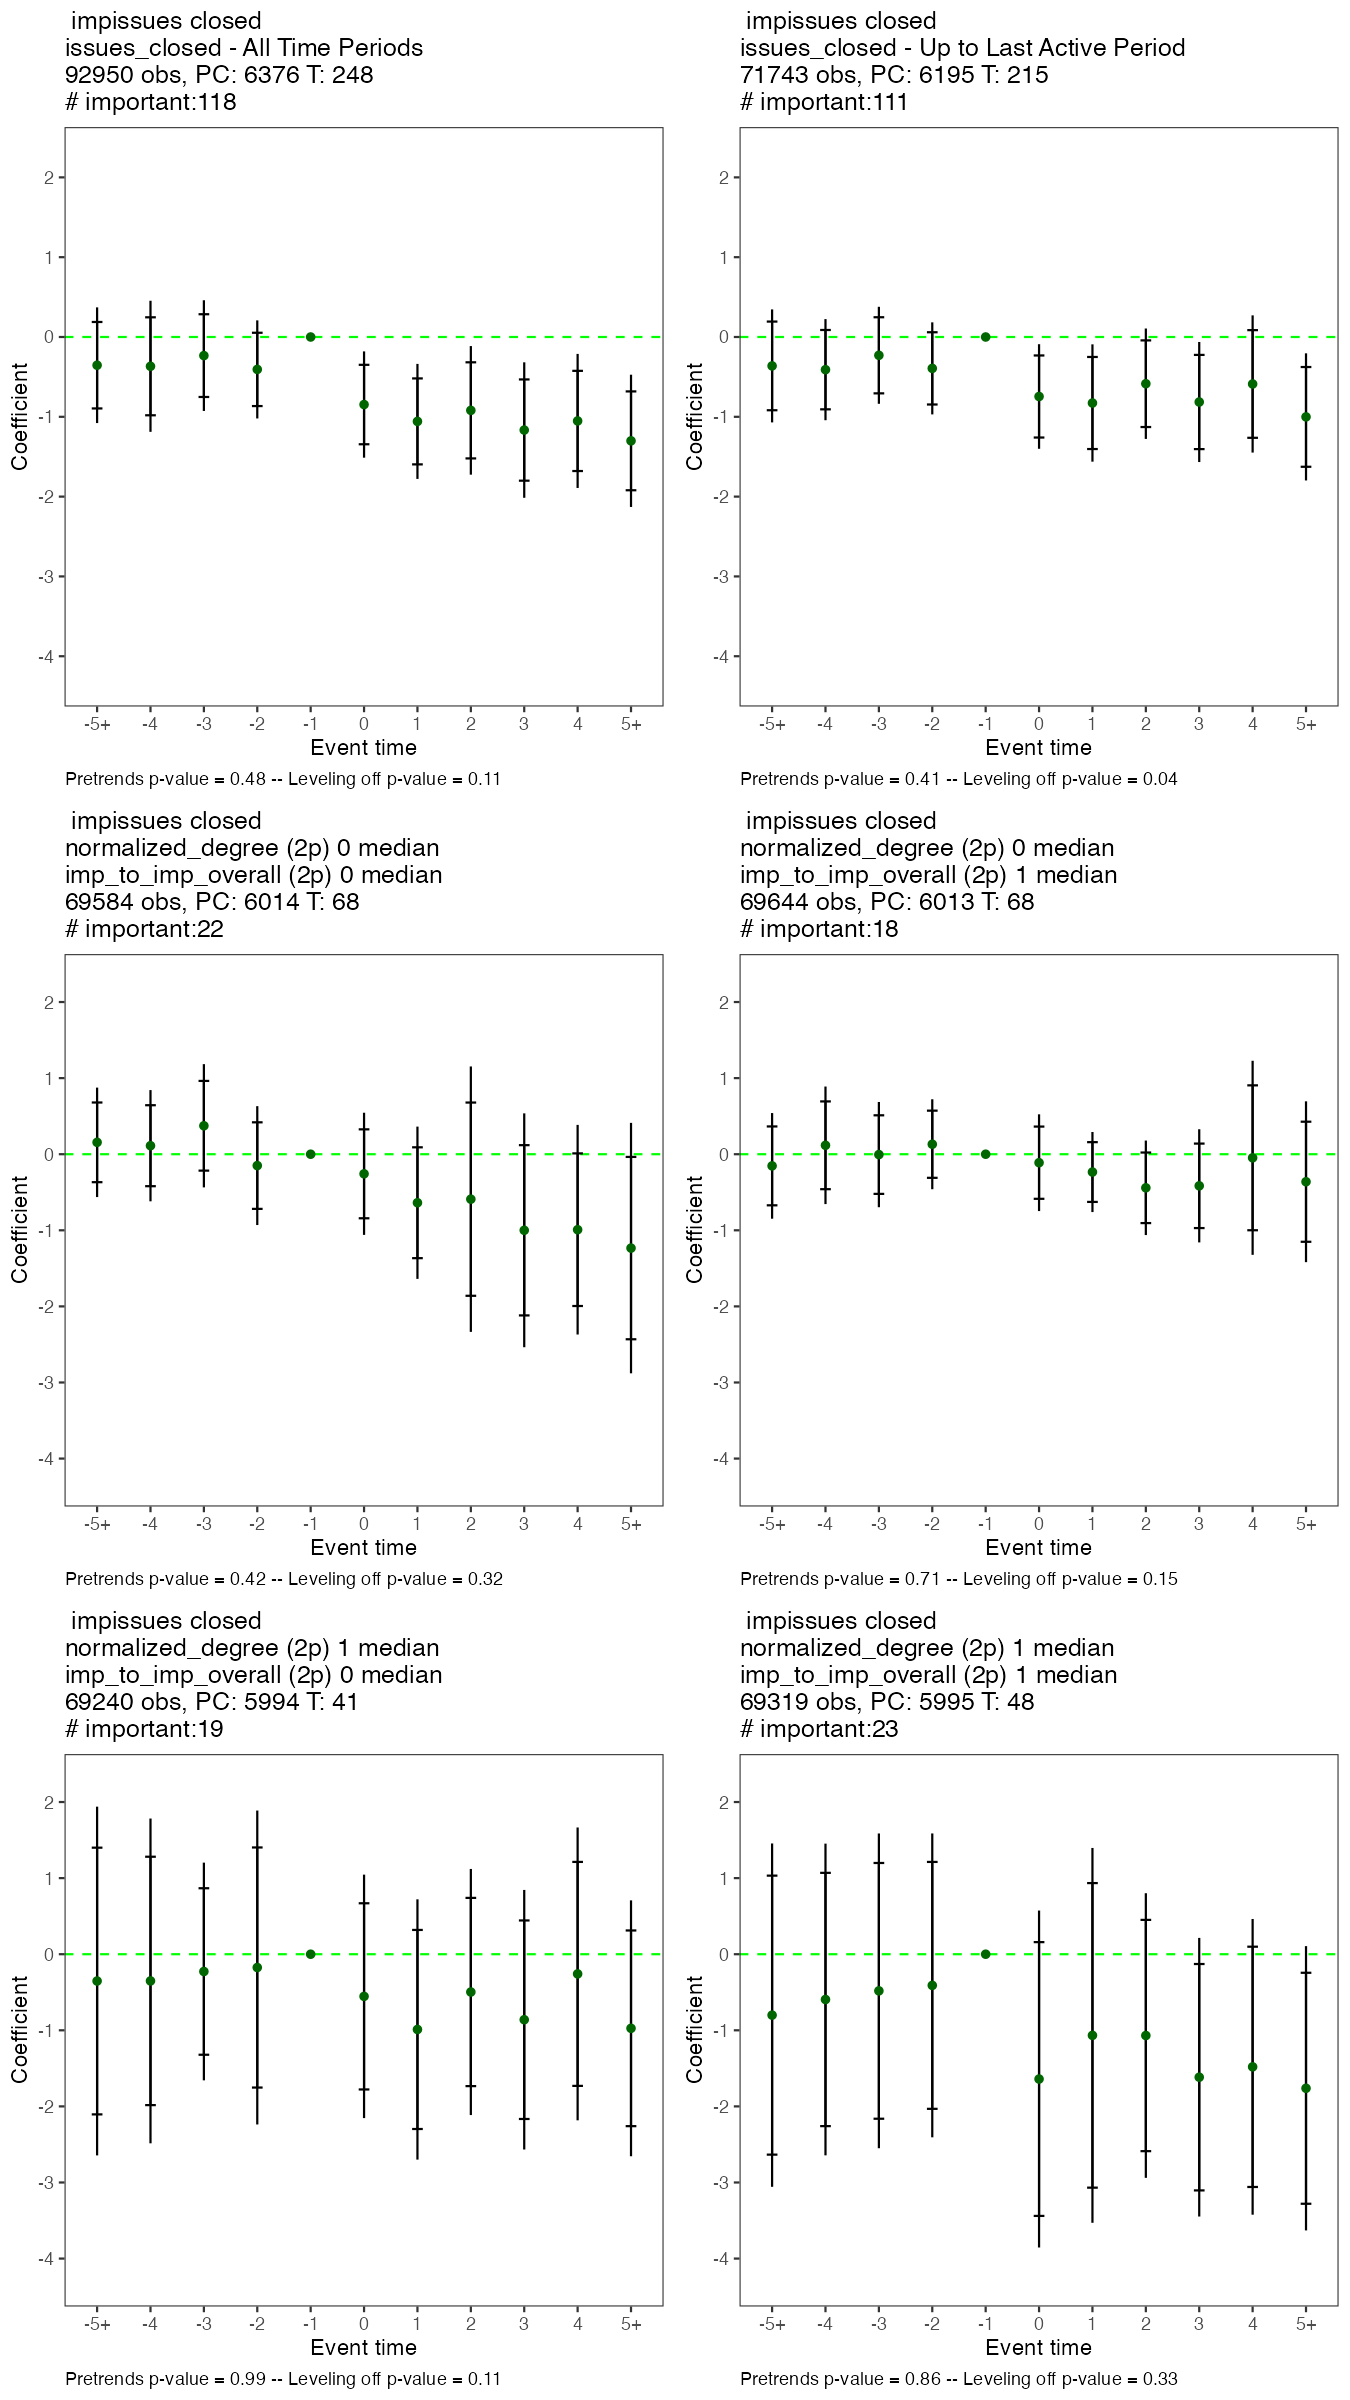 impissues closed
issues_closed - All Time Periods
92950 obs, PC: 6376 T: 248
# important:118
2
1
0
-1
-2
-3
-4
Coefficient
-5+ -4 -3 -2 -1 0 1 2 3 4 5+
Event time
Pretrends p-value = 0.48 -- Leveling off p-value = 0.11
impissues closed
issues_closed - Up to Last Active Period
71743 obs, PC: 6195 T: 215
# important:111
2
1
0
-1
-2
-3
-4
Coefficient
-5+ -4 -3 -2 -1 0 1 2 3 4 5+
Event time
Pretrends p-value = 0.41 -- Leveling off p-value = 0.04
impissues closed
normalized_degree (2p) 0 median
imp_to_imp_overall (2p) 0 median
69584 obs, PC: 6014 T: 68
# important:22
2
1
0
-1
-2
-3
-4
Coefficient
-5+ -4 -3 -2 -1 0 1 2 3 4 5+
Event time
Pretrends p-value = 0.42 -- Leveling off p-value = 0.32
impissues closed
normalized_degree (2p) 0 median
imp_to_imp_overall (2p) 1 median
69644 obs, PC: 6013 T: 68
# important:18
2
1
0
-1
-2
-3
-4
Coefficient
-5+ -4 -3 -2 -1 0 1 2 3 4 5+
Event time
Pretrends p-value = 0.71 -- Leveling off p-value = 0.15
impissues closed
normalized_degree (2p) 1 median
imp_to_imp_overall (2p) 0 median
69240 obs, PC: 5994 T: 41
# important:19
2
1
0
-1
-2
-3
-4
Coefficient
-5+ -4 -3 -2 -1 0 1 2 3 4 5+
Event time
Pretrends p-value = 0.99 -- Leveling off p-value = 0.11
impissues closed
normalized_degree (2p) 1 median
imp_to_imp_overall (2p) 1 median
69319 obs, PC: 5995 T: 48
# important:23
2
1
0
-1
-2
-3
-4
Coefficient
-5+ -4 -3 -2 -1 0 1 2 3 4 5+
Event time
Pretrends p-value = 0.86 -- Leveling off p-value = 0.33